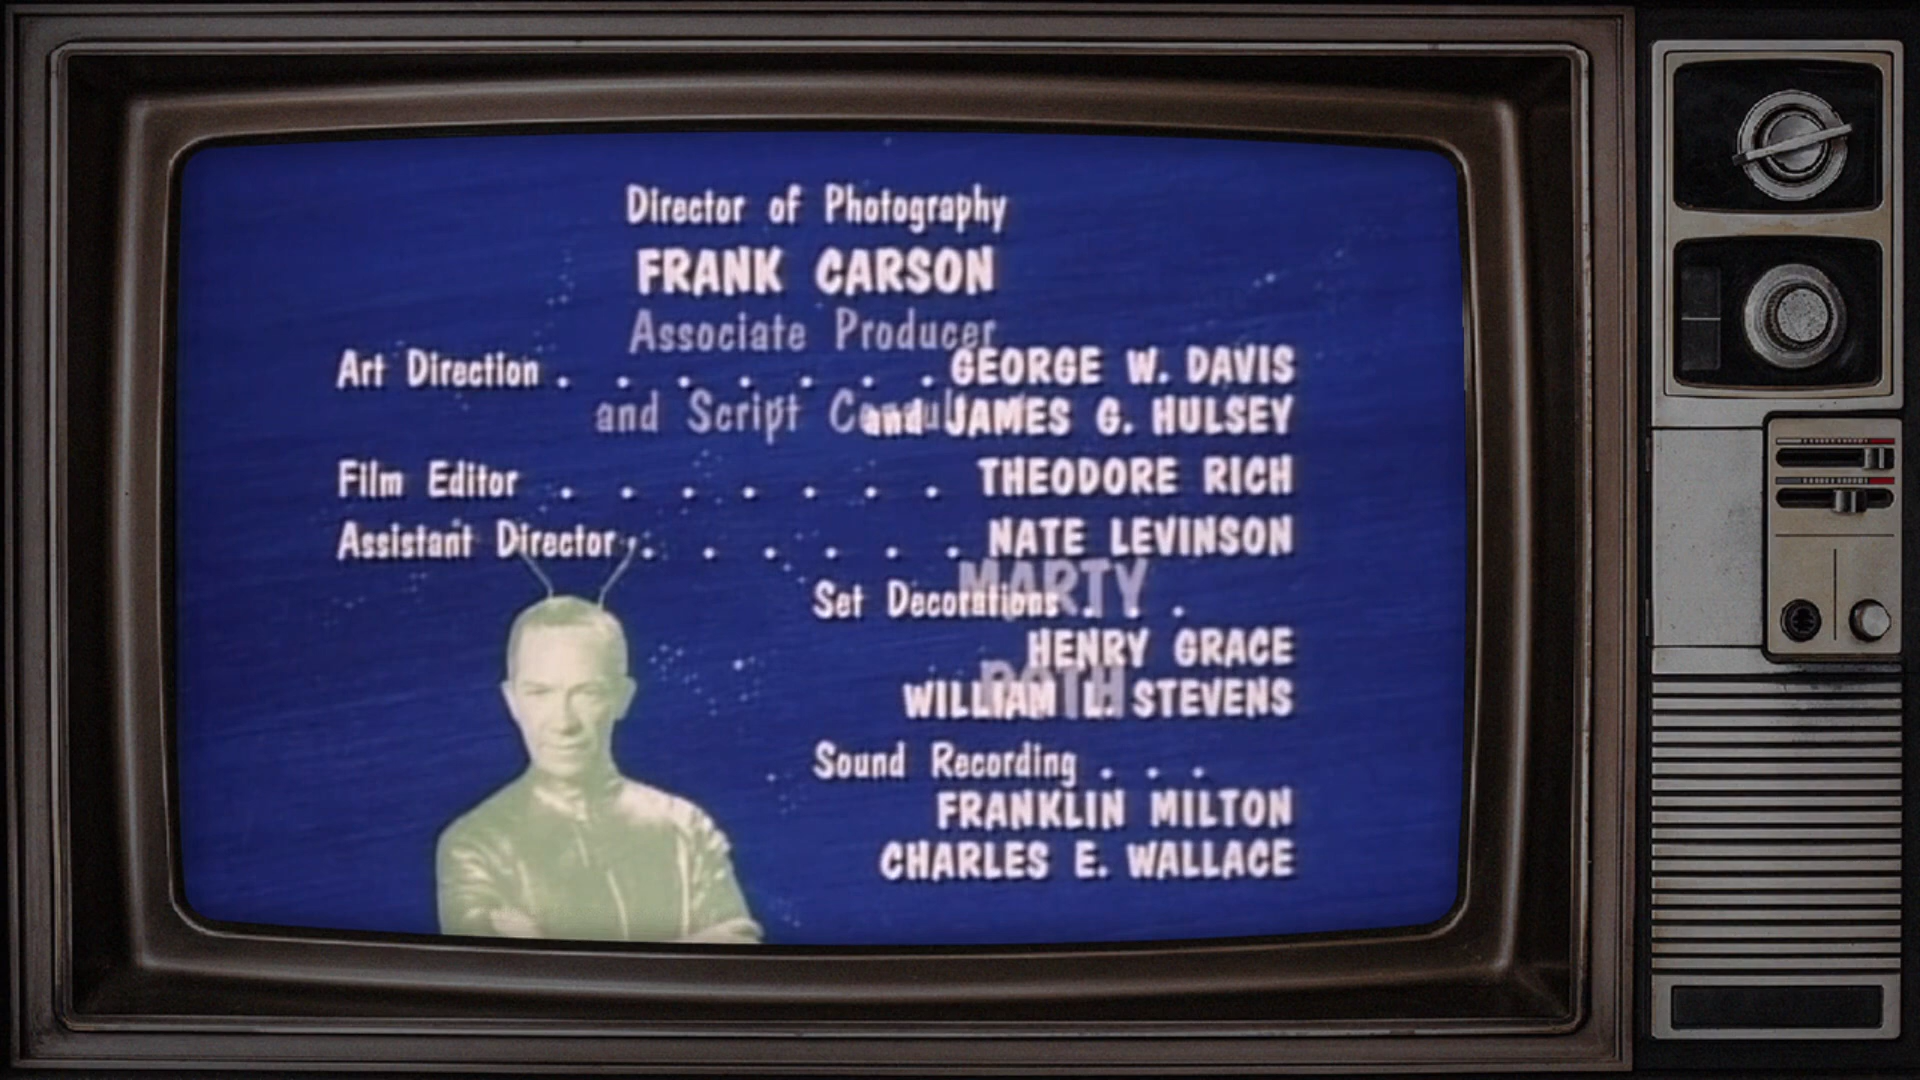 Director of Photography
FRANK CARSON
Associate Producer
Art Direction . . . . . . . GEORGE W. DAVIS
and JAMES G. HULSEY
and Script
Film Editor . . . . . . . THEODORE RICH
Assistant Director . . . . . . NATE LEVINSON
MARTY
Set Decorations . . .
HENRY GRACE
ROTH
WILLIAM L. STEVENS
Sound Recording . . .
FRANKLIN MILTON
CHARLES E. WALLACE